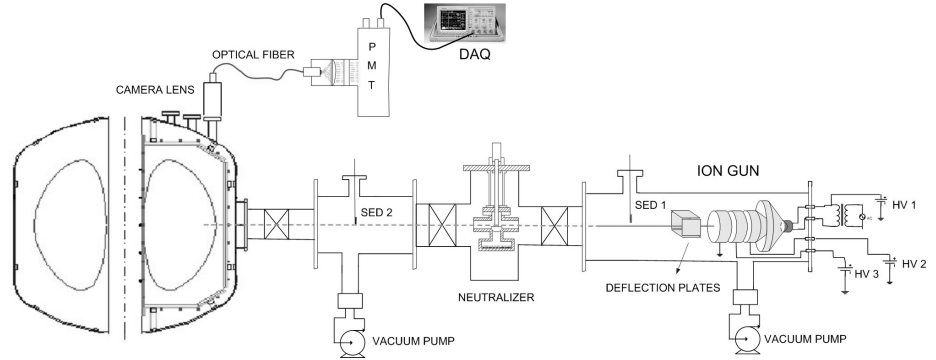 P
M
T
DAQ
OPTICAL FIBER
CAMERA LENS
ION GUN
SED 1
SED 2
HV 1
HV 2
HV 3
DEFLECTION PLATES
NEUTRALIZER
VACUUM PUMP
VACUUM PUMP